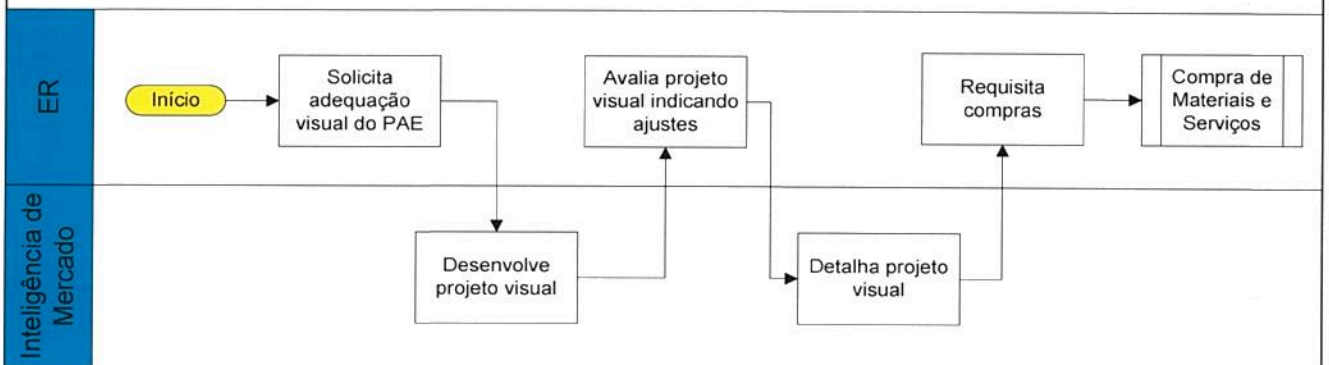 ER
Início
Solicita
adequação
visual do PAE
Avalia projeto
visual indicando
ajustes
Requisita
compras
Compra de
Materiais e
Serviços
Inteligência de
Mercado
Desenvolve
projeto visual
Detalha projeto
visual